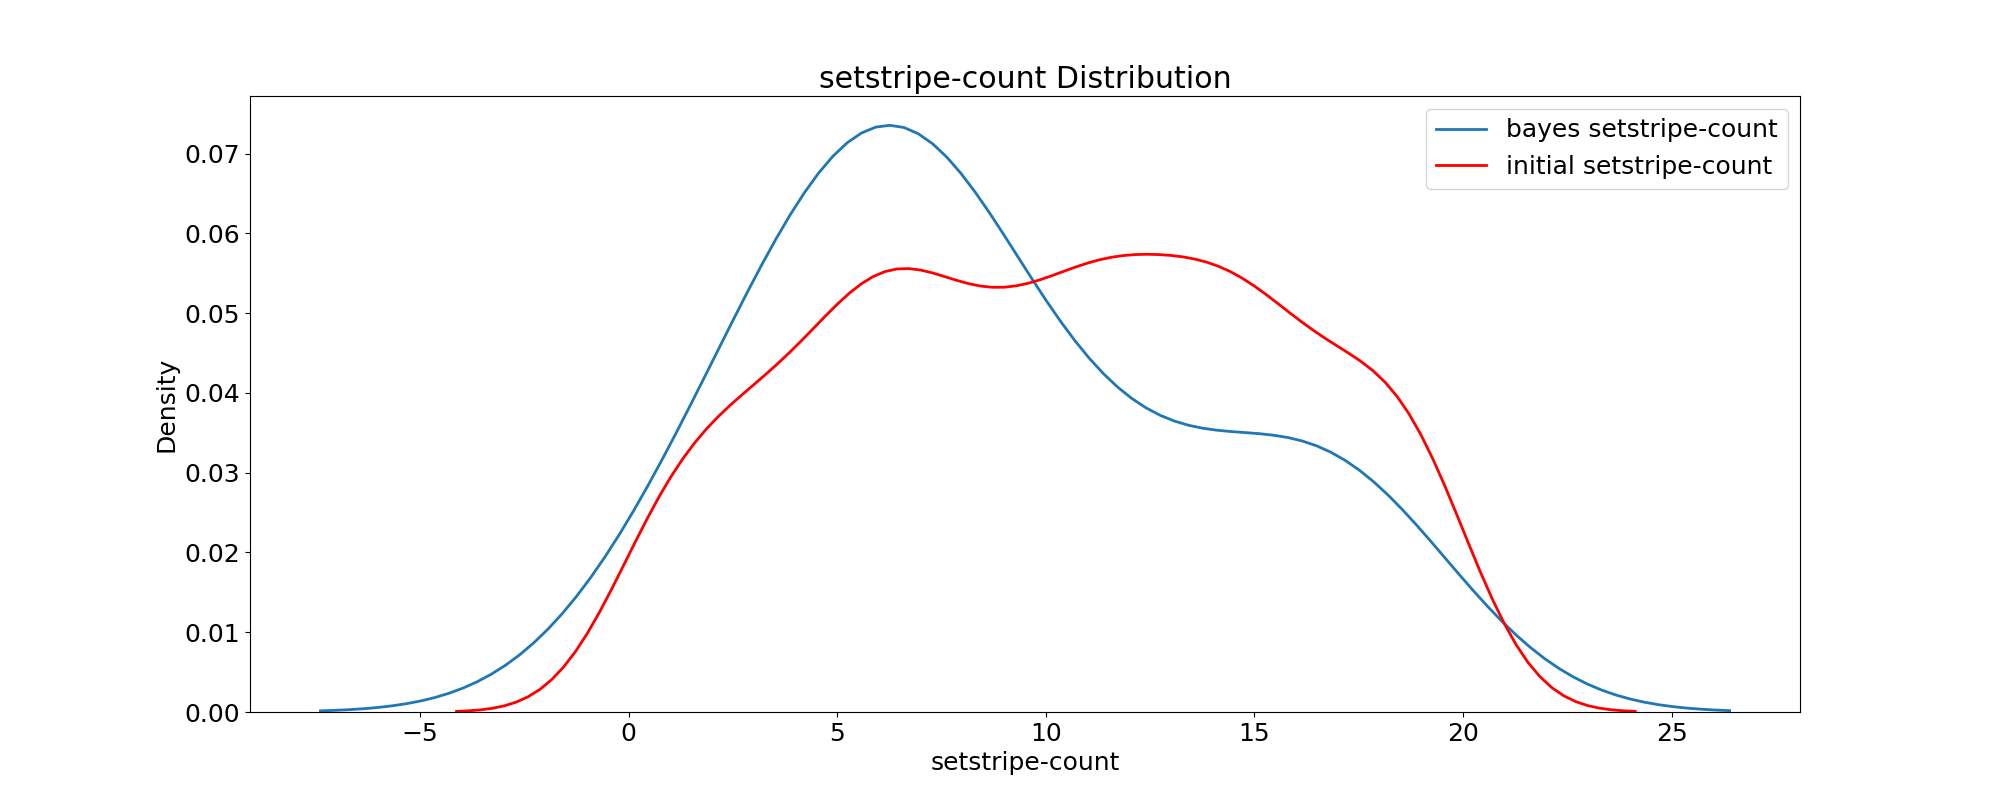 setstripe-count Distribution
bayes setstripe-count
initial setstripe-count
Density
0.07
0.06
0.05
0.04
0.03
0.02
0.01
0.00
−5 0 5 10 15 20 25
setstripe-count